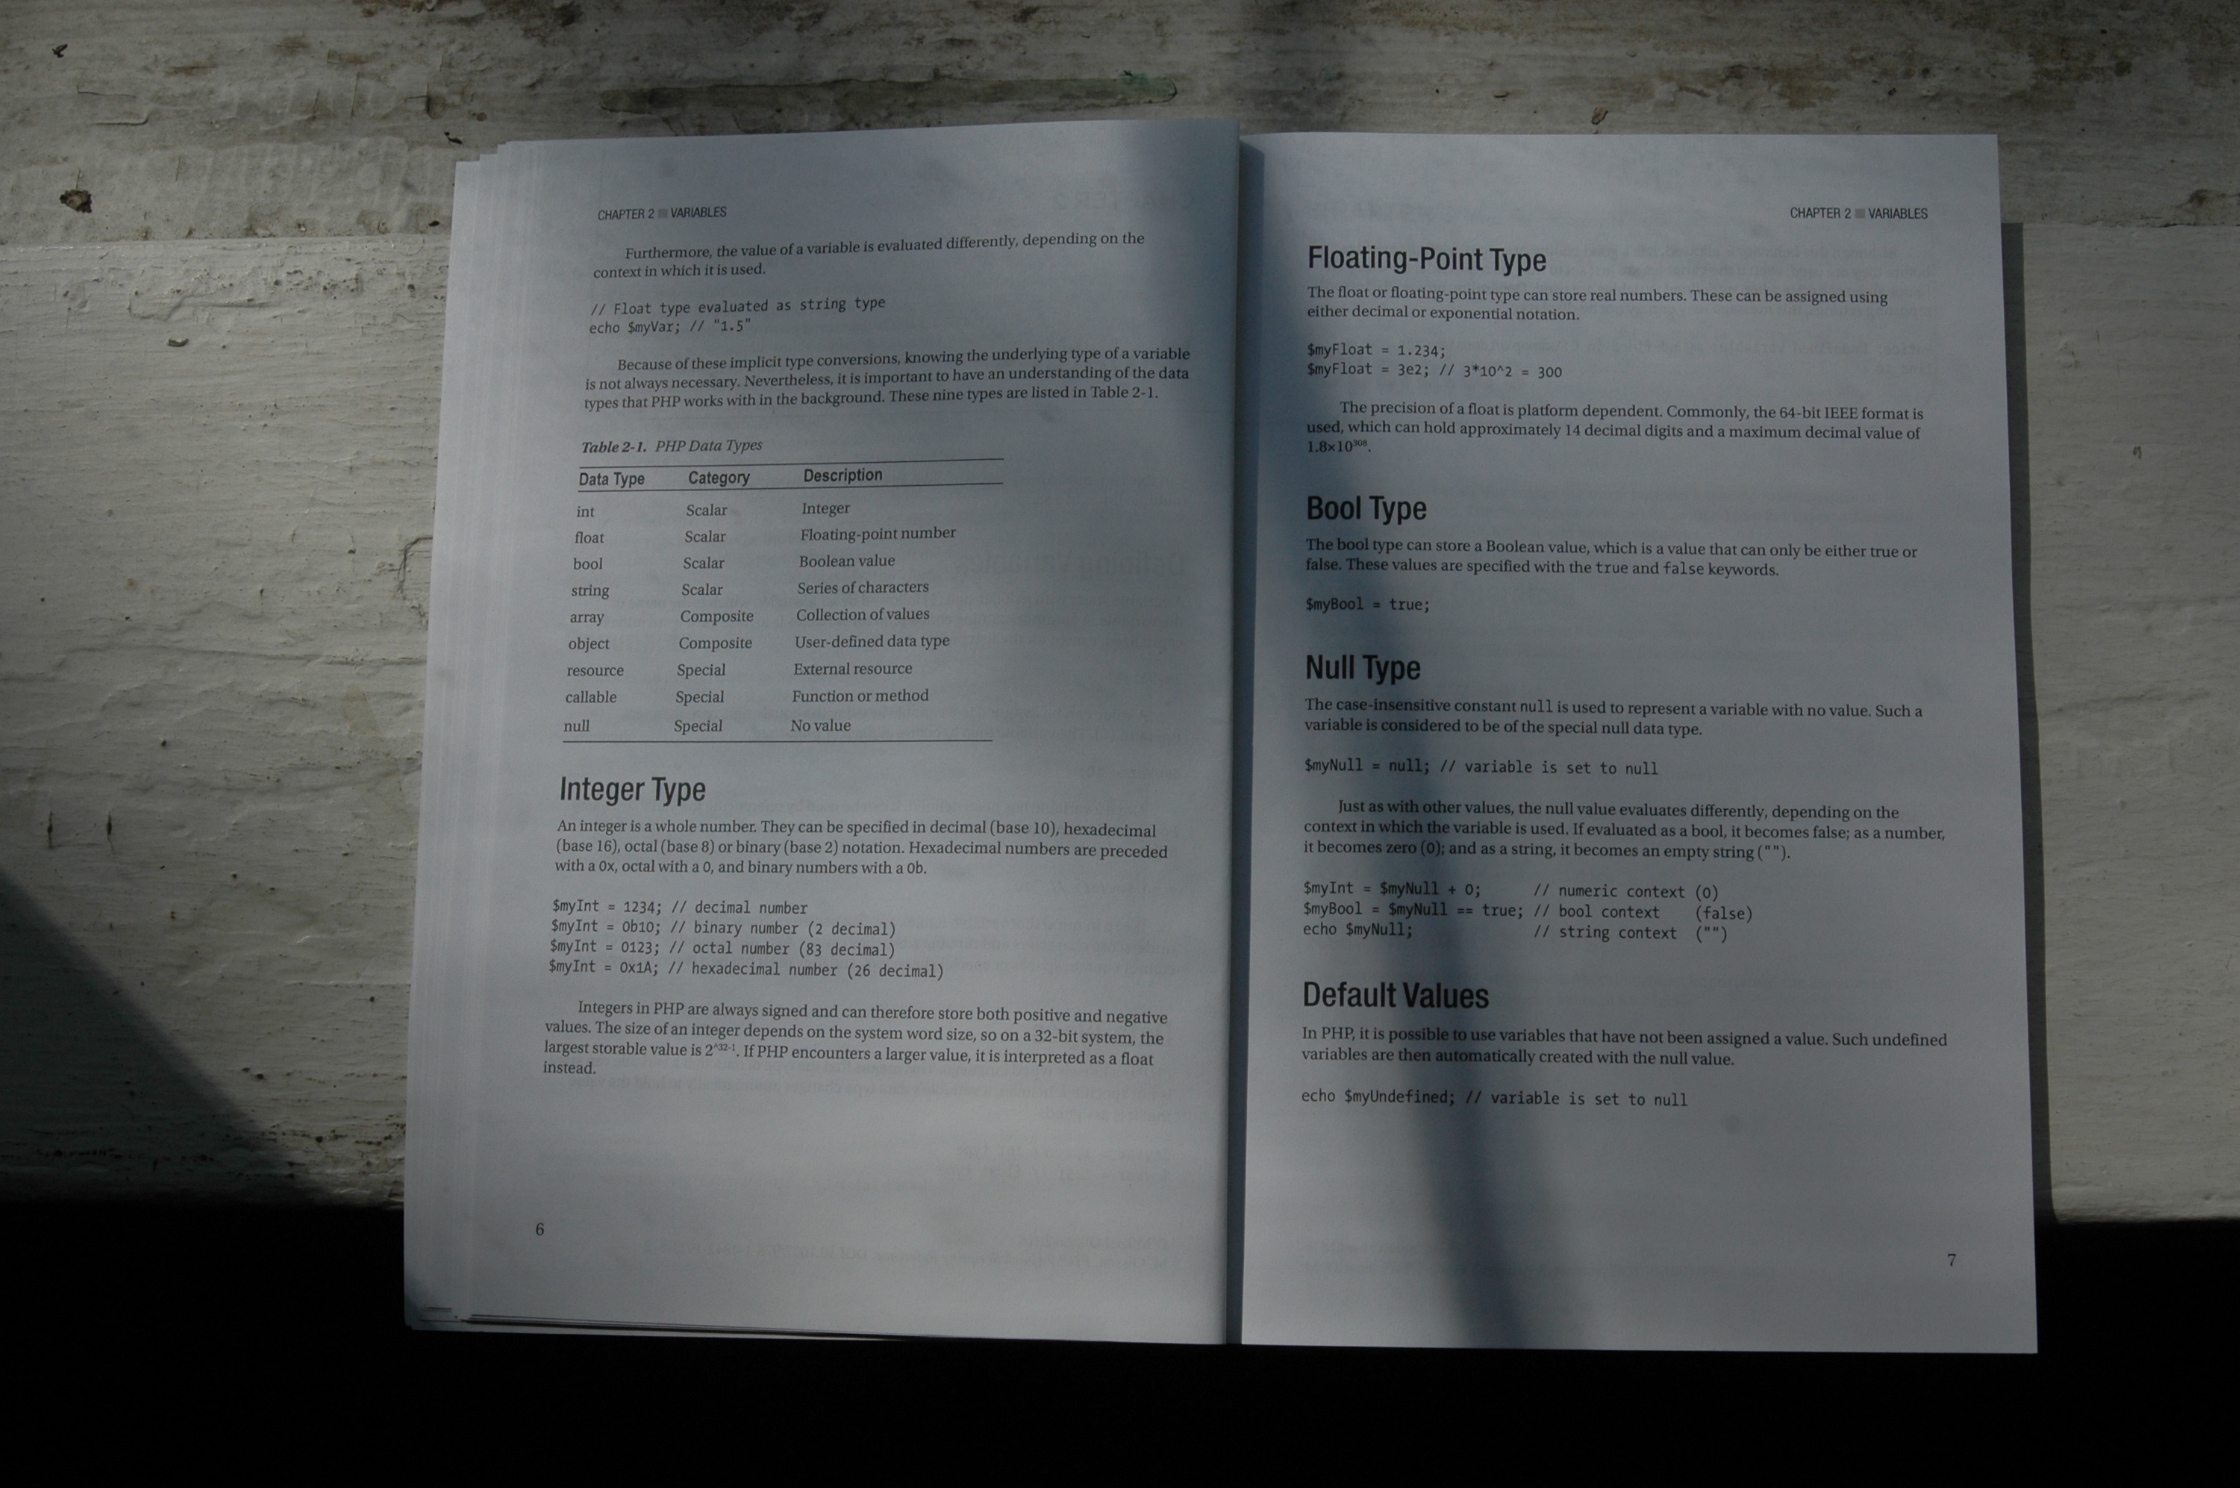 CHAPTER 2 ■ VARIABLES
Furthermore, the value of a variable is evaluated differently, depending on the
context in which it is used.
// Float type evaluated as string type
echo $myVar; // "1.5"
Because of these implicit type conversions, knowing the underlying type of a variable
is not always necessary. Nevertheless, it is important to have an understanding of the data
types that PHP works with in the background. These nine types are listed in Table 2-1.
Table 2-1. PHP Data Types
Data Type Category Description
int Scalar Integer
float Scalar Floating-point number
bool Scalar Boolean value
string Scalar Series of characters
array Composite Collection of values
object Composite User-defined data type
resource Special External resource
callable Special Function or method
null Special No value
Integer Type
An integer is a whole number. They can be specified in decimal (base 10), hexadecimal
(base 16), octal (base 8) or binary (base 2) notation. Hexadecimal numbers are preceded
with a 0x, octal with a 0, and binary numbers with a 0b.
$myInt = 1234; // decimal number
$myInt = 0b10; // binary number (2 decimal)
$myInt = 0123; // octal number (83 decimal)
$myInt = 0x1A; // hexadecimal number (26 decimal)
Integers in PHP are always signed and can therefore store both positive and negative
values. The size of an integer depends on the system word size, so on a 32-bit system, the
largest storable value is 2^32-1. If PHP encounters a larger value, it is interpreted as a float
instead.
6
CHAPTER 2 ■ VARIABLES
Floating-Point Type
The float or floating-point type can store real numbers. These can be assigned using
either decimal or exponential notation.
$myFloat = 1.234;
$myFloat = 3e2; // 3*10^2 = 300
The precision of a float is platform dependent. Commonly, the 64-bit IEEE format is
used, which can hold approximately 14 decimal digits and a maximum decimal value of
1.8×10³⁰⁸.
Bool Type
The bool type can store a Boolean value, which is a value that can only be either true or
false. These values are specified with the true and false keywords.
$myBool = true;
Null Type
The case-insensitive constant null is used to represent a variable with no value. Such a
variable is considered to be of the special null data type.
$myNull = null; // variable is set to null
Just as with other values, the null value evaluates differently, depending on the
context in which the variable is used. If evaluated as a bool, it becomes false; as a number,
it becomes zero (0); and as a string, it becomes an empty string ("").
$myInt = $myNull + 0; // numeric context (0)
$myBool = $myNull == true; // bool context (false)
echo $myNull; // string context ("")
Default Values
In PHP, it is possible to use variables that have not been assigned a value. Such undefined
variables are then automatically created with the null value.
echo $myUndefined; // variable is set to null
7